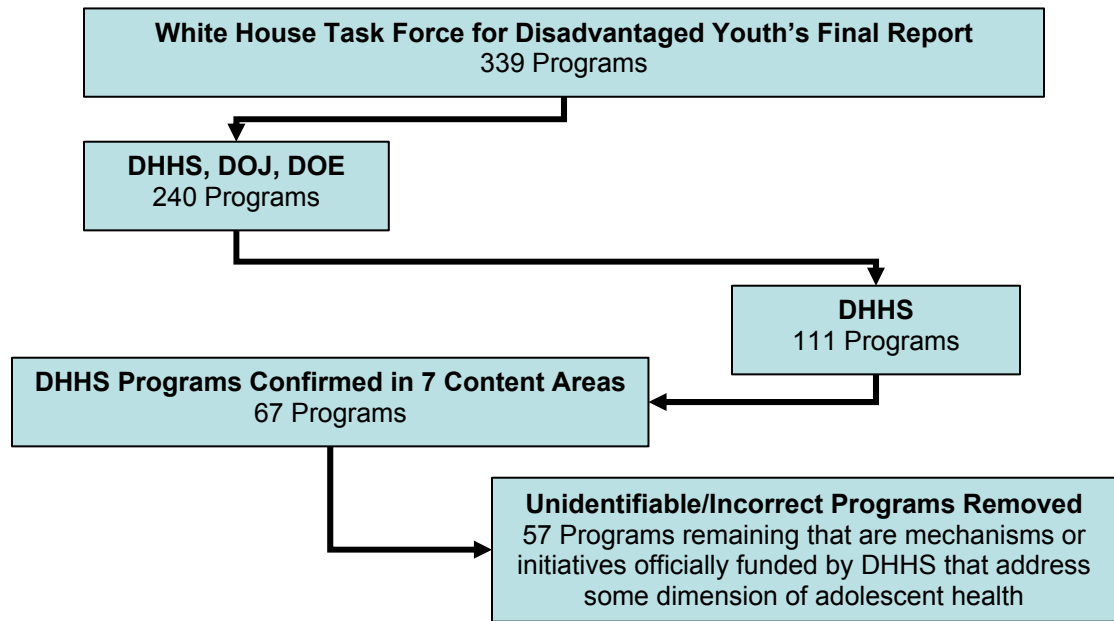 White House Task Force for Disadvantaged Youth's Final Report
339 Programs
DHHS, DOJ, DOE
240 Programs
DHHS
111 Programs
DHHS Programs Confirmed in 7 Content Areas
67 Programs
Unidentifiable/Incorrect Programs Removed
57 Programs remaining that are mechanisms or
initiatives officially funded by DHHS that address
some dimension of adolescent health